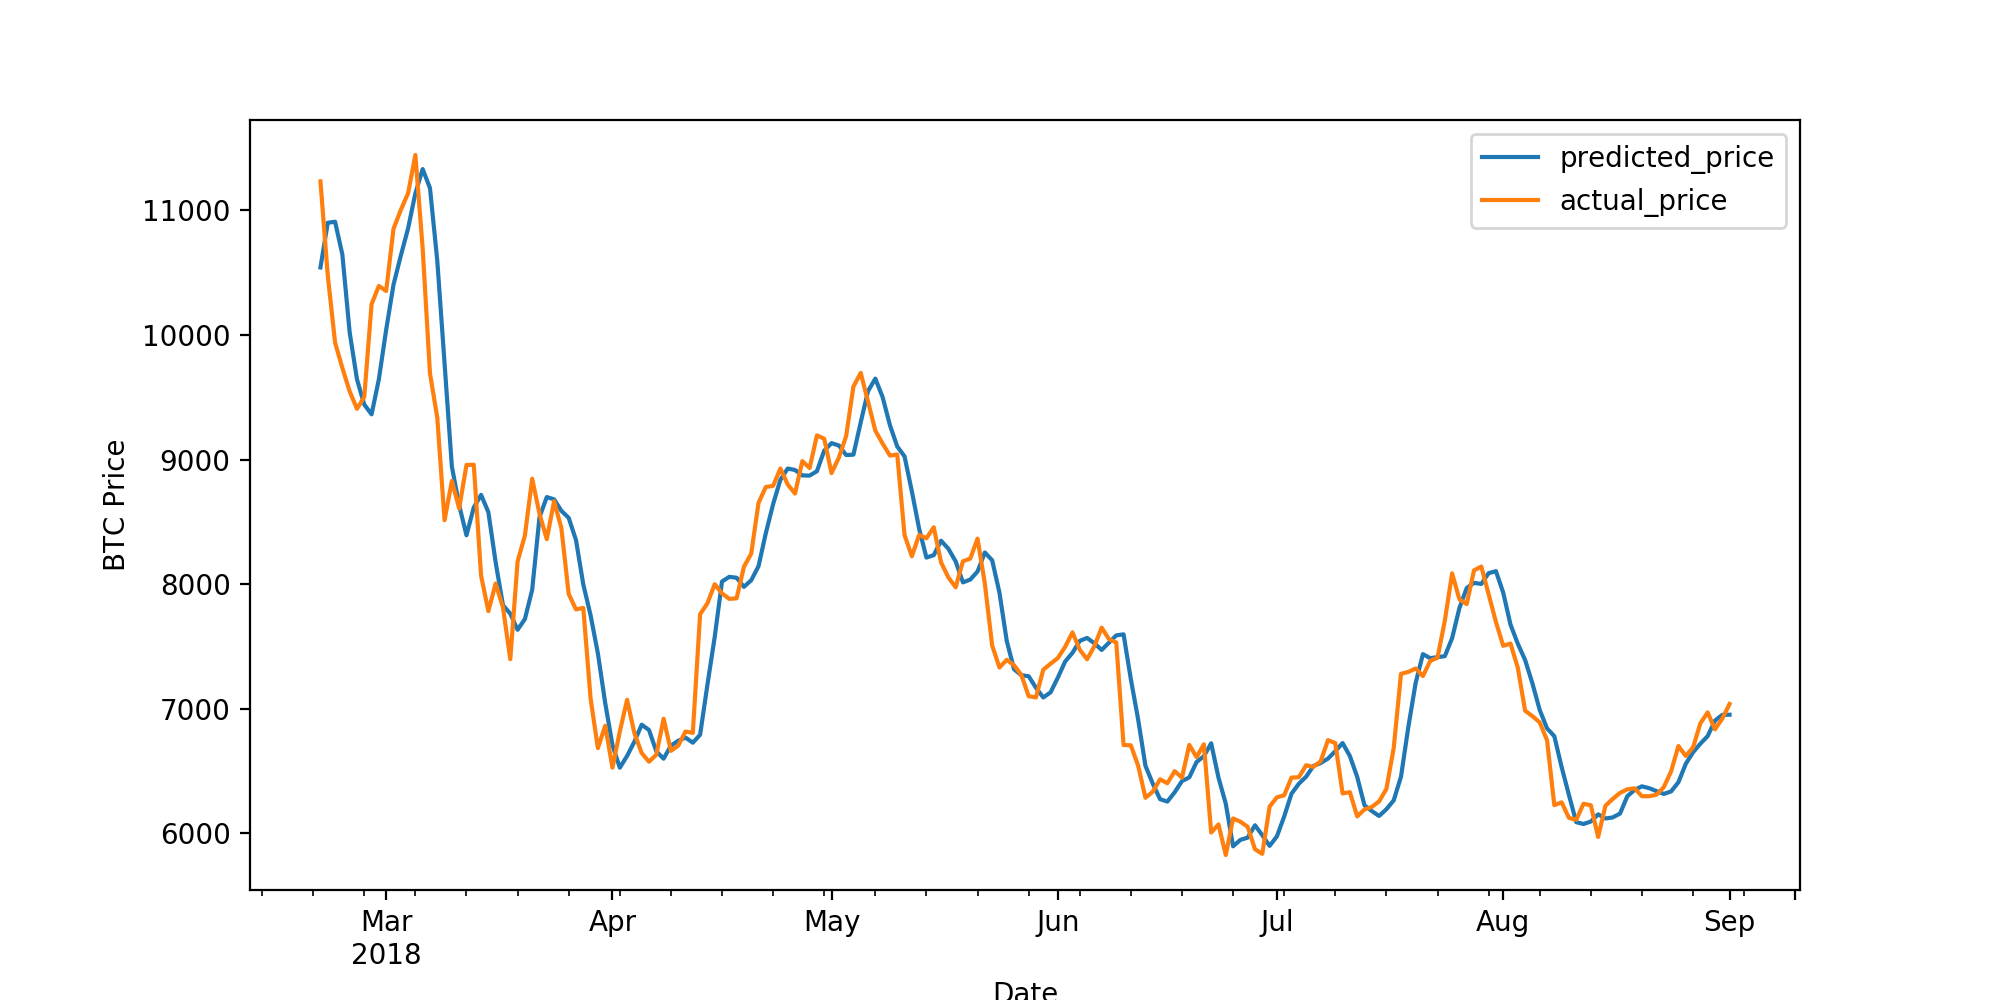 predicted_price
actual_price
11000
10000
9000
8000
7000
6000
BTC Price
Mar Apr May Jun Jul Aug Sep
2018
Date